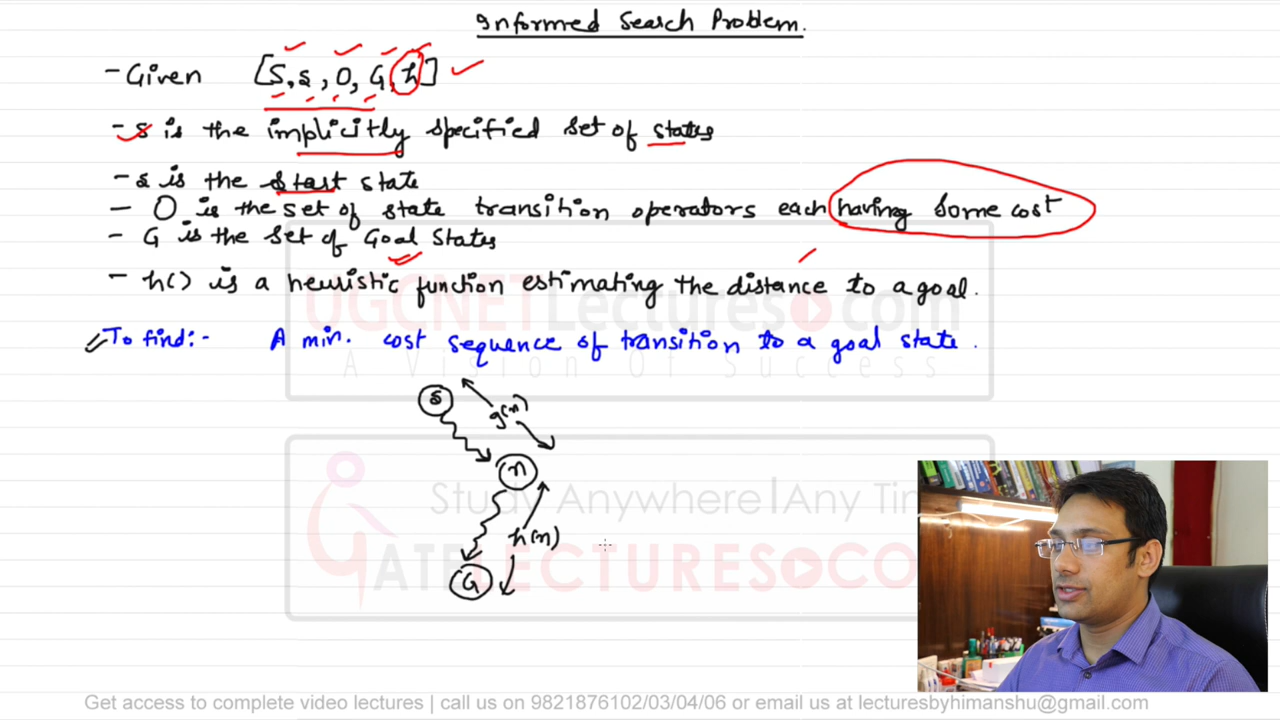 Informed Search Problem.
- Given [S, s, O, G, h]
- S is the implicitly specified set of states
- s is the start state
- O is the set of state transition operators each having some cost
- G is the set of Goal States
- h() is a heuristic function estimating the distance to a goal.
UGCNETLectures.com
To find:- A min. cost sequence of transition to a goal state.
A Vision Of Success
S
g(n)
n
Study Anywhere|Any Ti
h(n)
GATELECTURES.CO
G
Get access to complete video lectures | call us on 9821876102/03/04/06 or email us at lecturesbyhimanshu@gmail.com